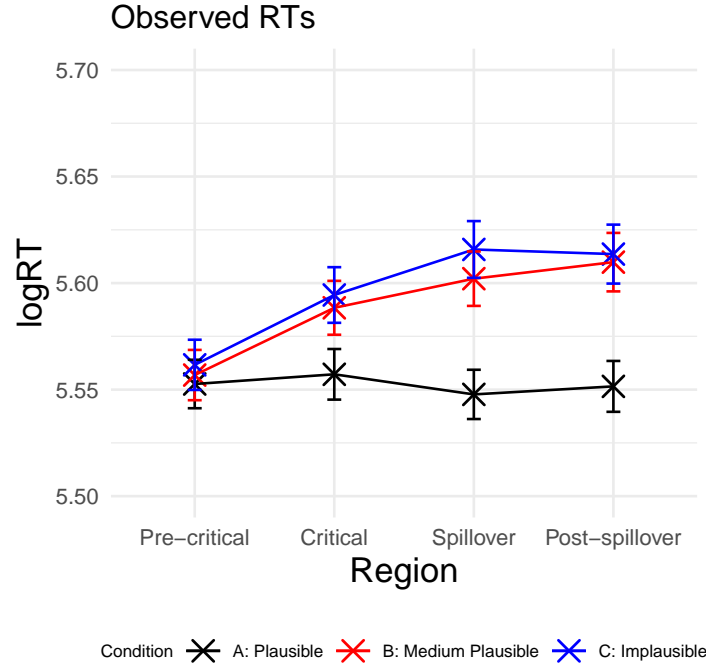 Observed RTs
5.70
5.65
5.60
5.55
5.50
logRT
Pre−critical Critical Spillover Post−spillover
Region
Condition A: Plausible B: Medium Plausible C: Implausible